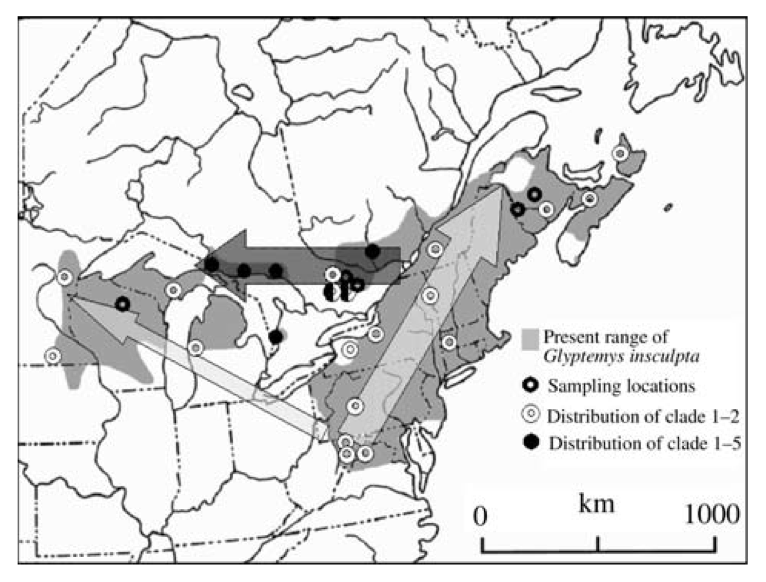 Present range of
Glyptemys insculpta
Sampling locations
Distribution of clade 1–2
Distribution of clade 1–5
km
0
1000